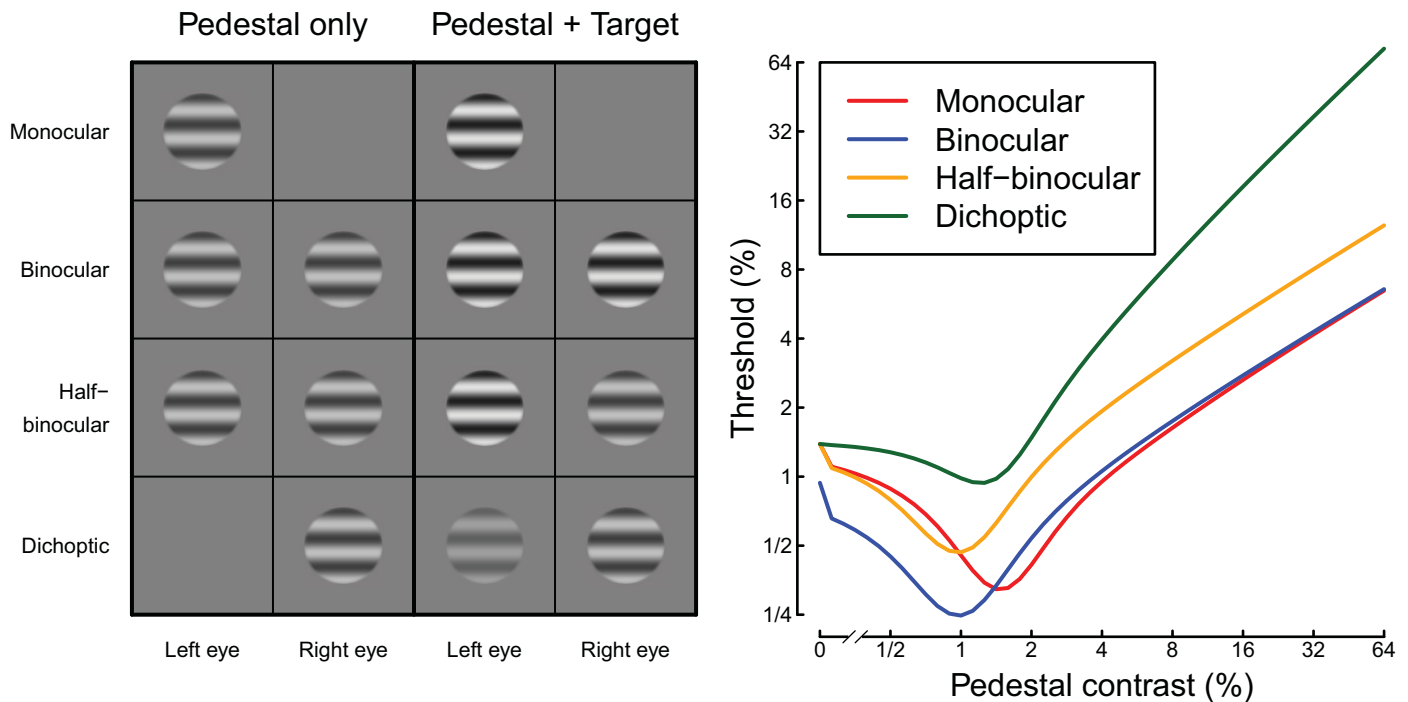 Pedestal only Pedestal + Target
Monocular
Binocular
Half−
binocular
Dichoptic
Left eye Right eye Left eye Right eye
Threshold (%)
64
32
16
8
4
2
1
1/2
1/4
Monocular
Binocular
Half−binocular
Dichoptic
0 1/2 1 2 4 8 16 32 64
Pedestal contrast (%)